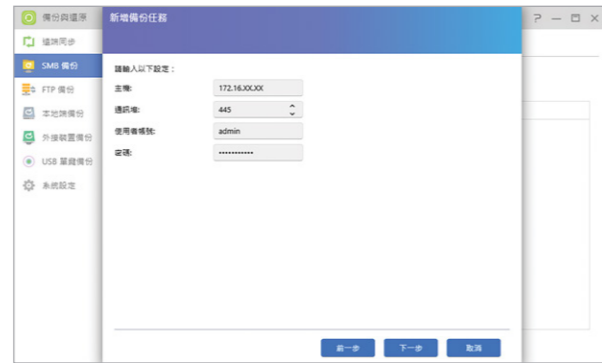 備份與還原
遠端同步
SMB 備份
FTP 備份
本地端備份
外接裝置備份
USB 單鍵備份
系統設定
新增備份任務
請輸入以下設定：
主機: 172.16.XX.XX
通訊埠: 445
使用者帳號: admin
密碼: •••••••••••
前一步 下一步 取消